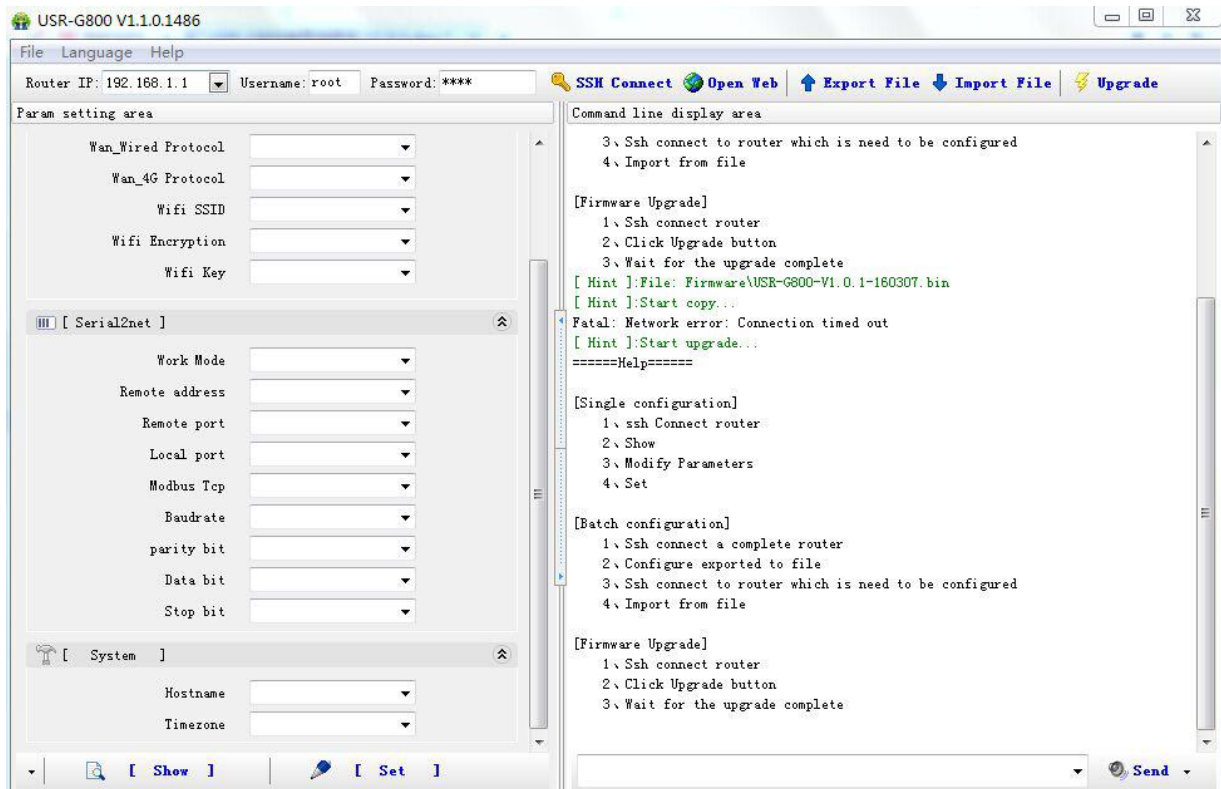 USR-G800 V1.1.0.1486
File Language Help
Router IP: 192.168.1.1 Username: root Password: **** SSH Connect Open Web Export File Import File Upgrade
Param setting area
Wan_Wired Protocol
Wan_4G Protocol
Wifi SSID
Wifi Encryption
Wifi Key
[ Serial2net ]
Work Mode
Remote address
Remote port
Local port
Modbus Tcp
Baudrate
parity bit
Data bit
Stop bit
[ System ]
Hostname
Timezone
[ Show ] [ Set ]
Command line display area
3、Ssh connect to router which is need to be configured
4、Import from file
[Firmware Upgrade]
1、Ssh connect router
2、Click Upgrade button
3、Wait for the upgrade complete
[ Hint ]:File: Firmware\USR-G800-V1.0.1-160307.bin
[ Hint ]:Start copy...
Fatal: Network error: Connection timed out
[ Hint ]:Start upgrade...
======Help======
[Single configuration]
1、ssh Connect router
2、Show
3、Modify Parameters
4、Set
[Batch configuration]
1、Ssh connect a complete router
2、Configure exported to file
3、Ssh connect to router which is need to be configured
4、Import from file
[Firmware Upgrade]
1、Ssh connect router
2、Click Upgrade button
3、Wait for the upgrade complete
Send